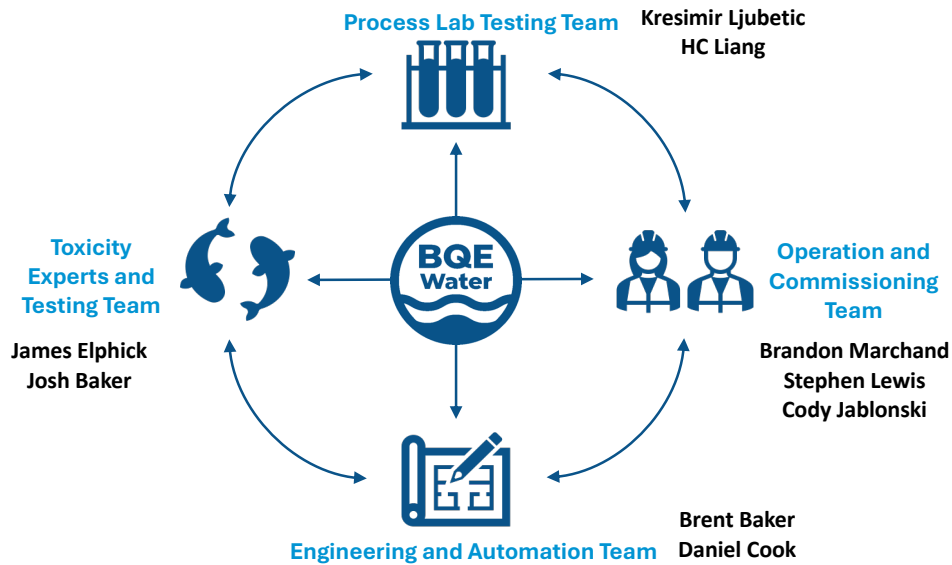 Process Lab Testing Team
Kresimir Ljubetic
HC Liang
Toxicity
Experts and
Testing Team
James Elphick
Josh Baker
BQE
Water
Operation and
Commissioning
Team
Brandon Marchand
Stephen Lewis
Cody Jablonski
Engineering and Automation Team
Brent Baker
Daniel Cook